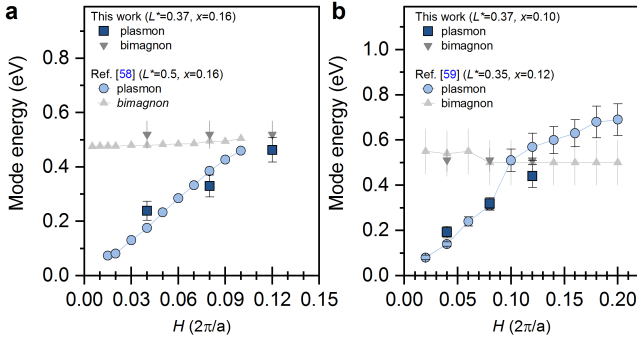 a
This work (L*=0.37, x=0.16)
plasmon
bimagnon
Ref. [58] (L*=0.5, x=0.16)
plasmon
bimagnon
Mode energy (eV)
0.8
0.6
0.4
0.2
0.0
0.00 0.03 0.06 0.09 0.12 0.15
H (2π/a)
b
This work (L*=0.37, x=0.10)
plasmon
bimagnon
Ref. [59] (L*=0.35, x=0.12)
plasmon
bimagnon
Mode energy (eV)
1.0
0.8
0.6
0.4
0.2
0.0
0.00 0.05 0.10 0.15 0.20
H (2π/a)